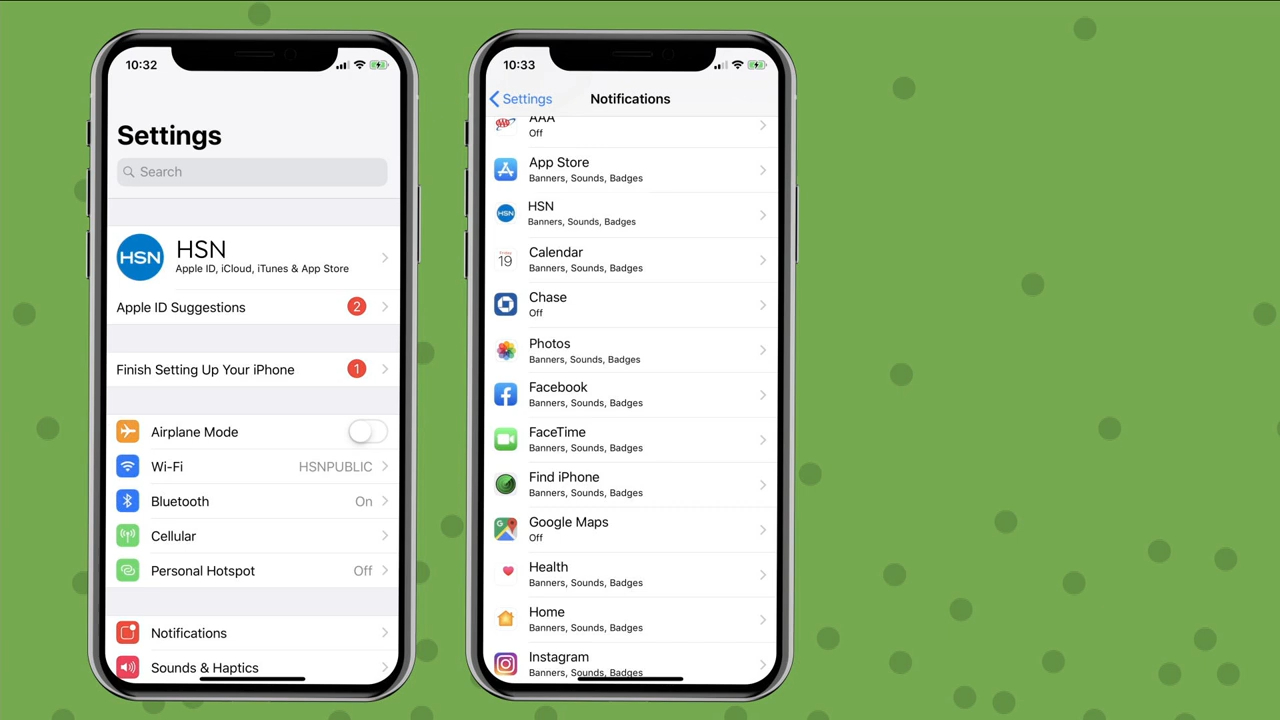 10:32
Settings
Search
HSN
HSN
Apple ID, iCloud, iTunes & App Store
Apple ID Suggestions 2
Finish Setting Up Your iPhone 1
Airplane Mode
Wi-Fi HSNPUBLIC
Bluetooth On
Cellular
Personal Hotspot Off
Notifications
Sounds & Haptics
10:33
Settings Notifications
AAA
Off
App Store
Banners, Sounds, Badges
HSN
HSN
Banners, Sounds, Badges
Calendar
19
Banners, Sounds, Badges
Chase
Off
Photos
Banners, Sounds, Badges
Facebook
Banners, Sounds, Badges
FaceTime
Banners, Sounds, Badges
Find iPhone
Banners, Sounds, Badges
Google Maps
G
Off
Health
Banners, Sounds, Badges
Home
Banners, Sounds, Badges
Instagram
Banners, Sounds, Badges